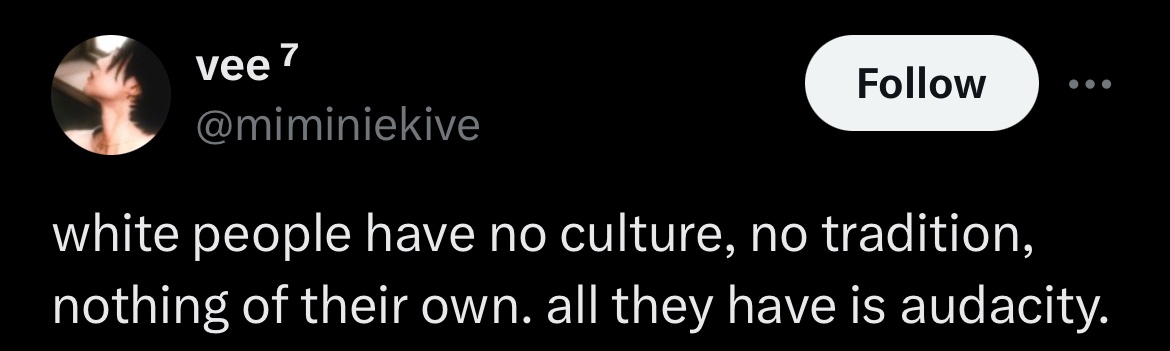 vee ⁷
Follow
@miminiekive
white people have no culture, no tradition,
nothing of their own. all they have is audacity.